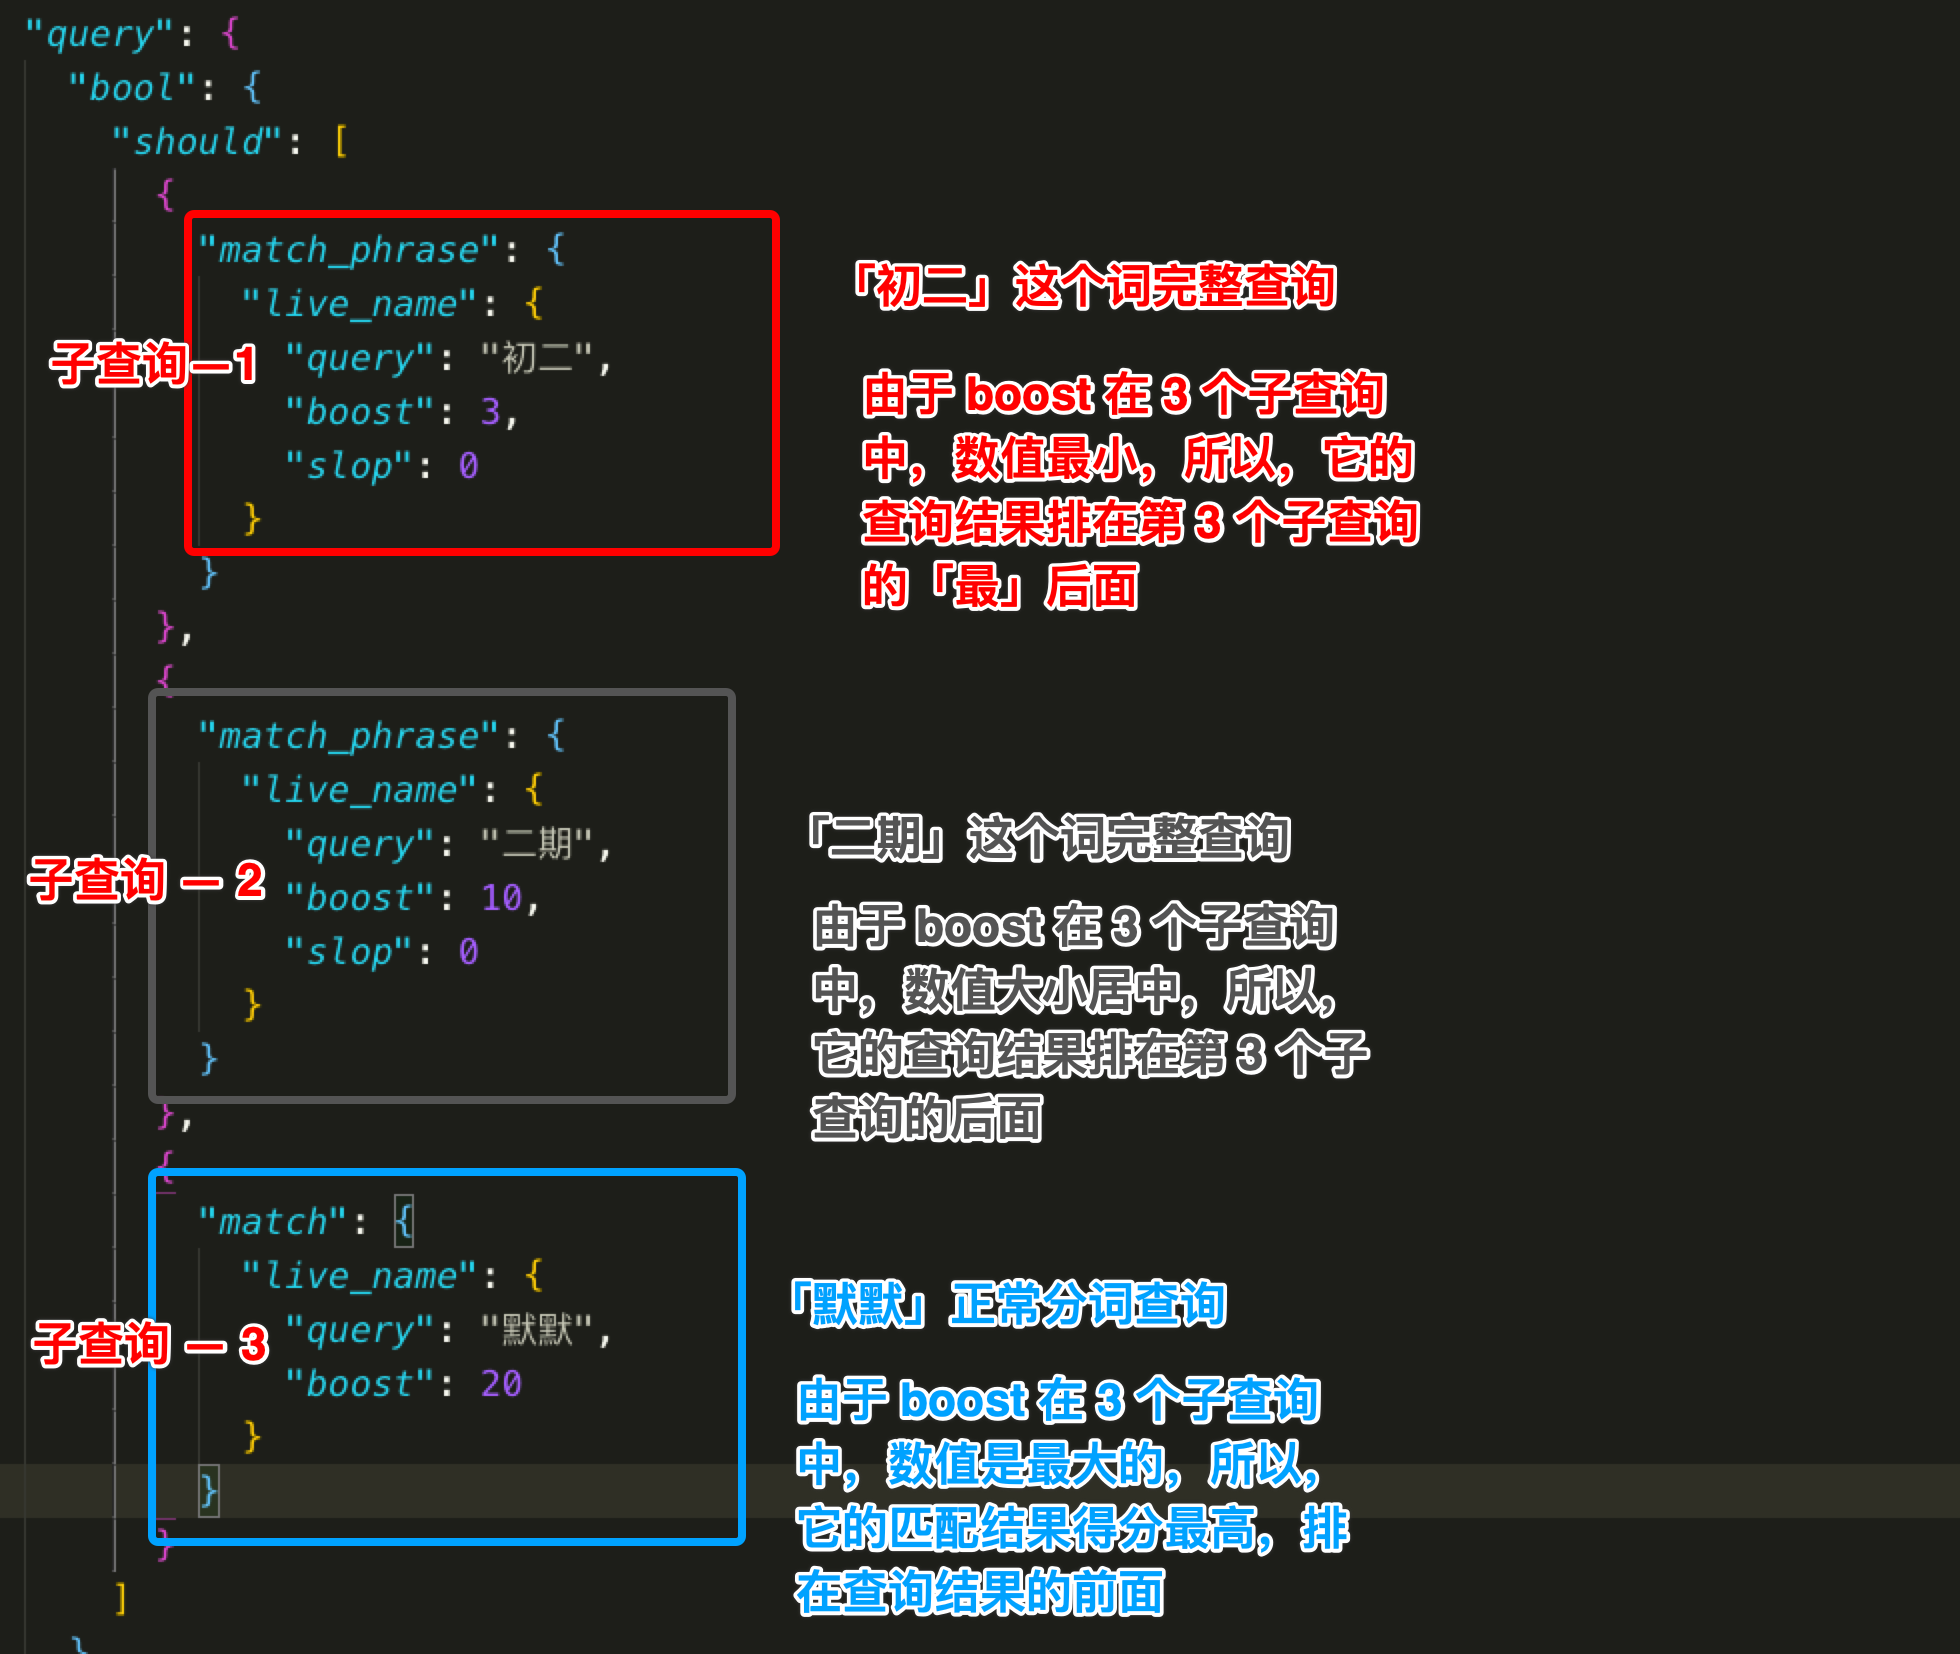 "query": {
"bool": {
"should": [
{
"match_phrase": {
"live_name": {
"query": "初二",
"boost": 3,
"slop": 0
}
}
},
{
"match_phrase": {
"live_name": {
"query": "二期",
"boost": 10,
"slop": 0
}
}
},
{
"match": {
"live_name": {
"query": "默默",
"boost": 20
}
}
}
]
}
子查询—1
「初二」这个词完整查询
由于 boost 在 3 个子查询
中，数值最小，所以，它的
查询结果排在第 3 个子查询
的「最」后面
子查询 — 2
「二期」这个词完整查询
由于 boost 在 3 个子查询
中，数值大小居中，所以，
它的查询结果排在第 3 个子
查询的后面
子查询 — 3
「默默」正常分词查询
由于 boost 在 3 个子查询
中，数值是最大的，所以，
它的匹配结果得分最高，排
在查询结果的前面